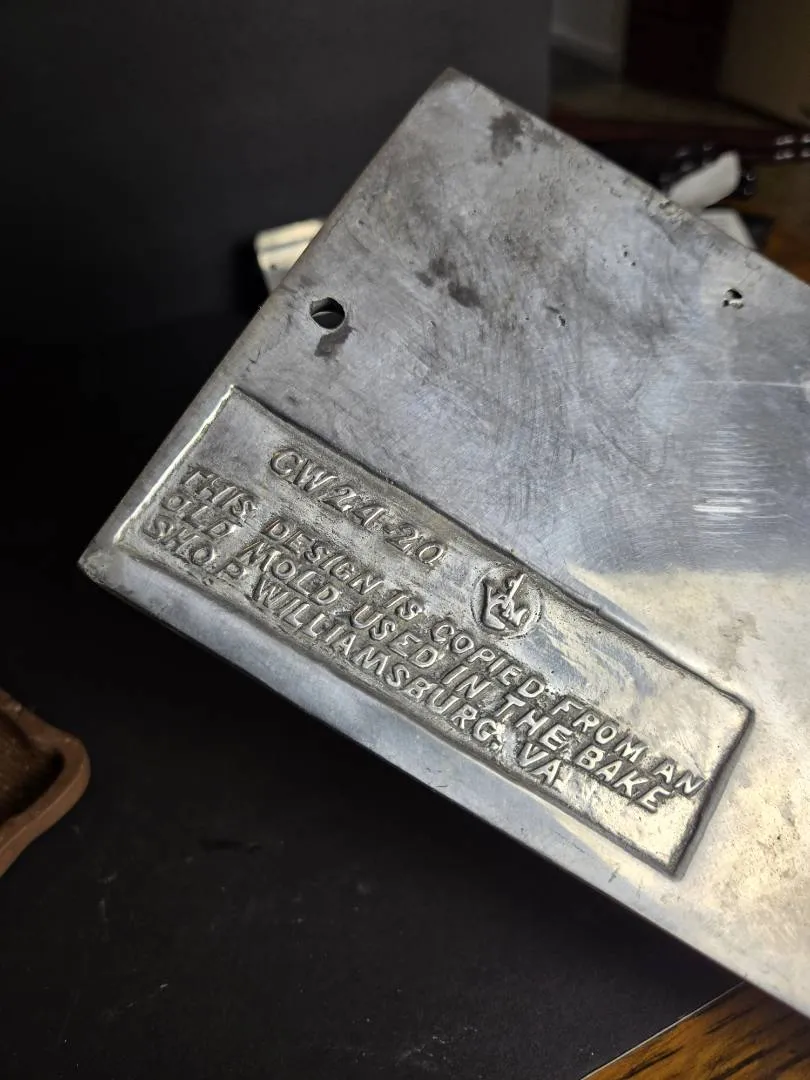 CW24-20
THIS DESIGN IS COPIED FROM AN
OLD MOLD USED IN THE BAKE
SHOP WILLIAMSBURG, VA.